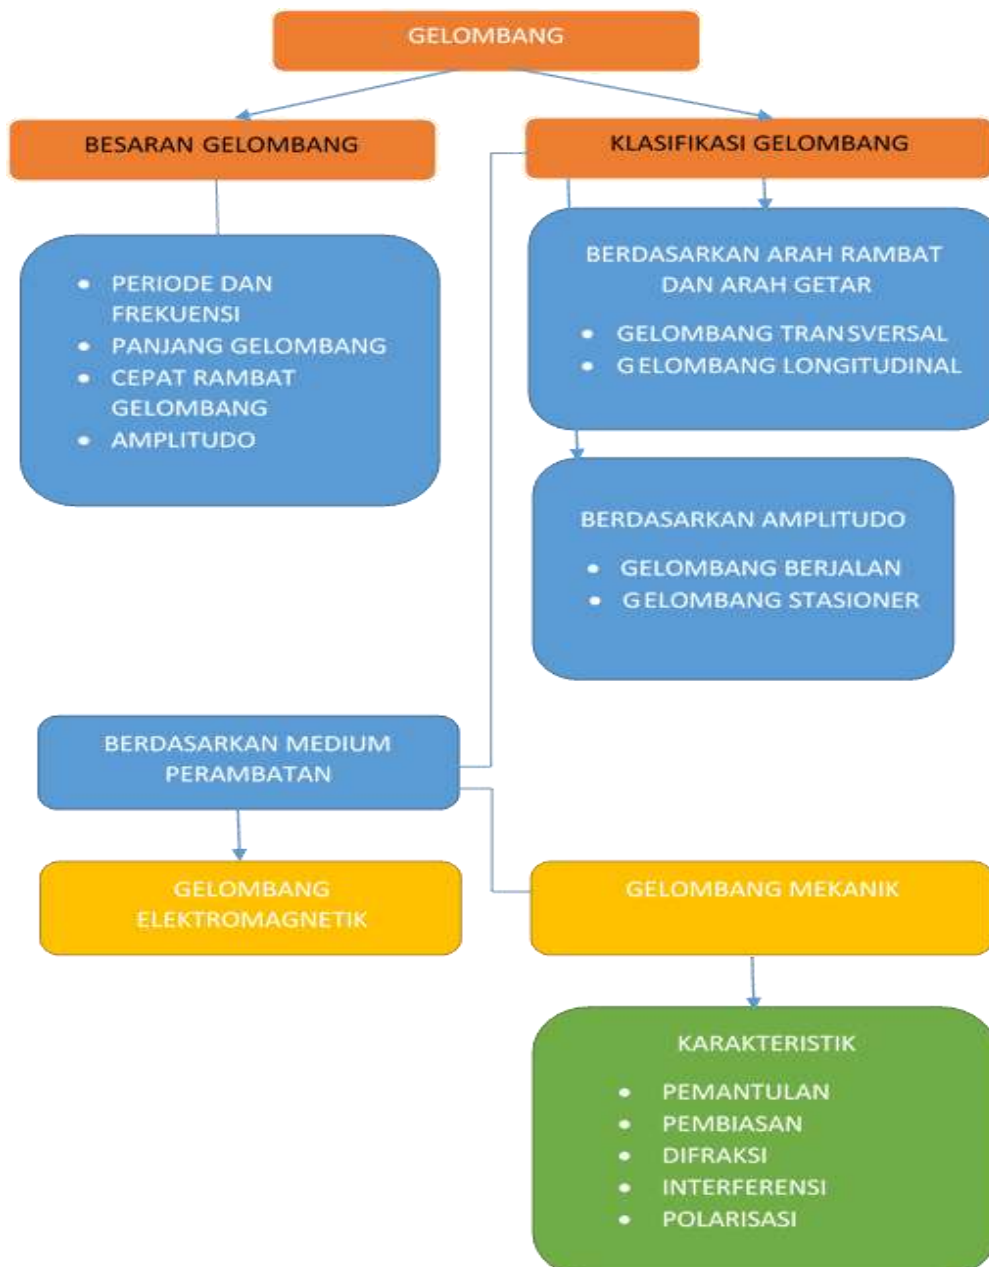 GELOMBANG
BESARAN GELOMBANG
KLASIFIKASI GELOMBANG
• PERIODE DAN
FREKUENSI
• PANJANG GELOMBANG
• CEPAT RAMBAT
GELOMBANG
• AMPLITUDO
BERDASARKAN ARAH RAMBAT
DAN ARAH GETAR
• GELOMBANG TRANSVERSAL
• GELOMBANG LONGITUDINAL
BERDASARKAN AMPLITUDO
• GELOMBANG BERJALAN
• GELOMBANG STASIONER
BERDASARKAN MEDIUM
PERAMBATAN
GELOMBANG
ELEKTROMAGNETIK
GELOMBANG MEKANIK
KARAKTERISTIK
• PEMANTULAN
• PEMBIASAN
• DIFRAKSI
• INTERFERENSI
• POLARISASI